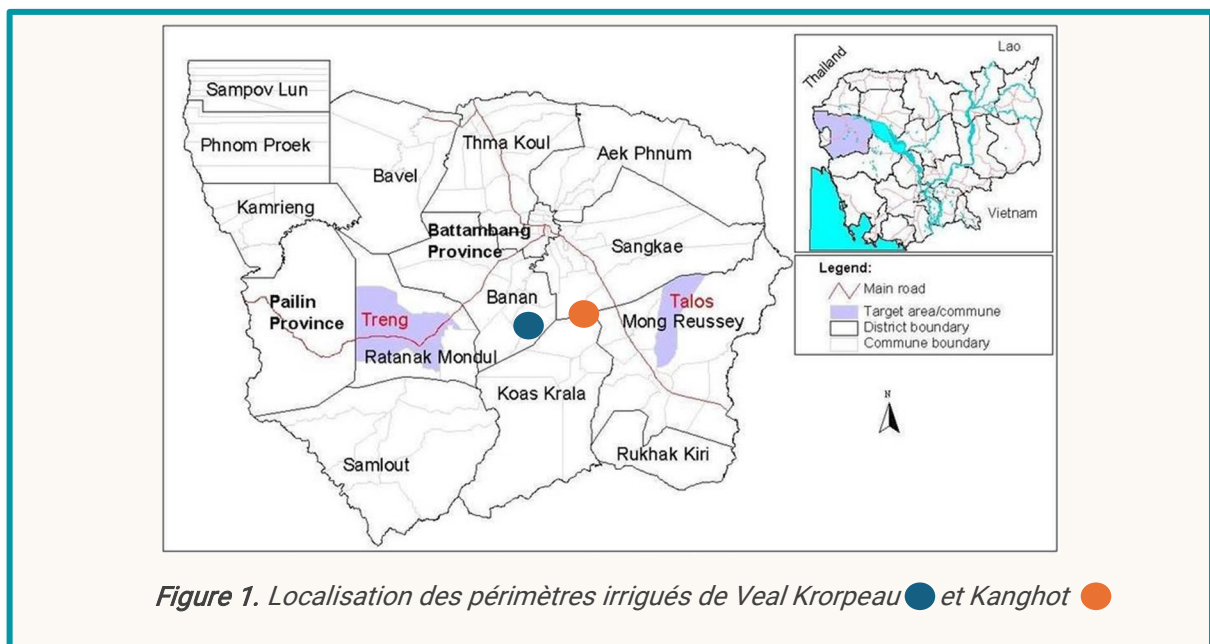 Sampov Lun
Phnom Proek
Kamrieng
Bavel
Thma Koul
Aek Phnum
Battambang
Province
Sangkae
Pailin
Province
Treng
Ratanak Mondul
Banan
Talos
Mong Reussey
Koas Krala
Samlout
Rukhak Kiri
Thailand
Lao
Vietnam
Legend:
Main road
Target area/commune
District boundary
Commune boundary
N
Figure 1. Localisation des périmètres irrigués de Veal Krorpeau et Kanghot